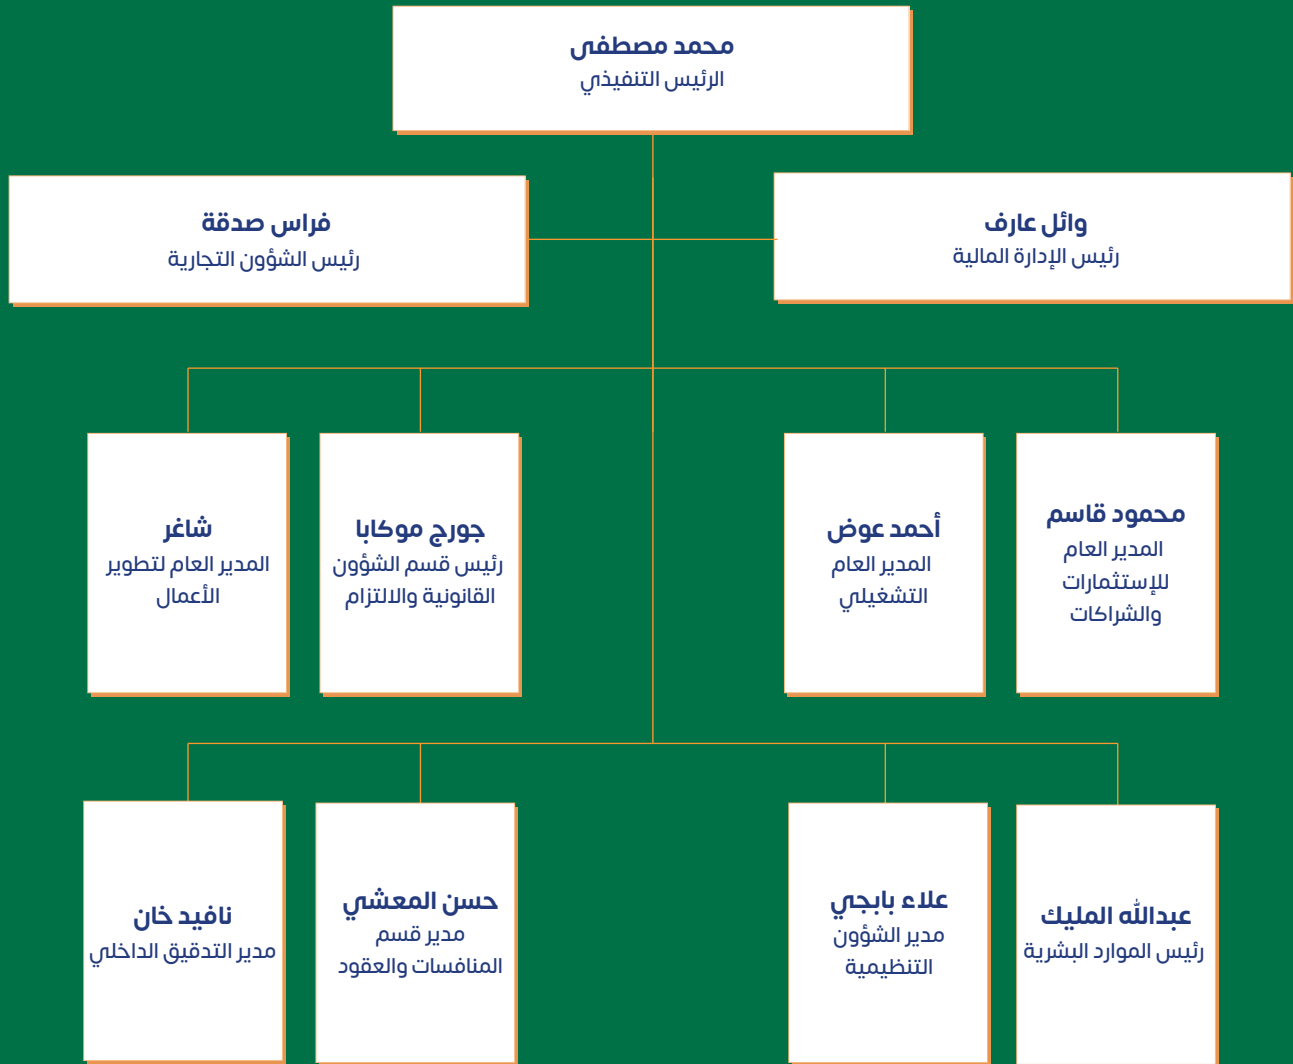 محمد مصطفى
الرئيس التنفيذي
وائل عارف
رئيس الإدارة المالية
فراس صدقة
رئيس الشؤون التجارية
محمود قاسم
المدير العام
للإستثمارات
والشراكات
أحمد عوض
المدير العام
التشغيلي
جورج موكابا
رئيس قسم الشؤون
القانونية والالتزام
شاغر
المدير العام لتطوير
الأعمال
عبدالله المليك
رئيس الموارد البشرية
علاء بابجي
مدير الشؤون
التنظيمية
حسن المعشي
مدير قسم
المنافسات والعقود
نافيد خان
مدير التدقيق الداخلي